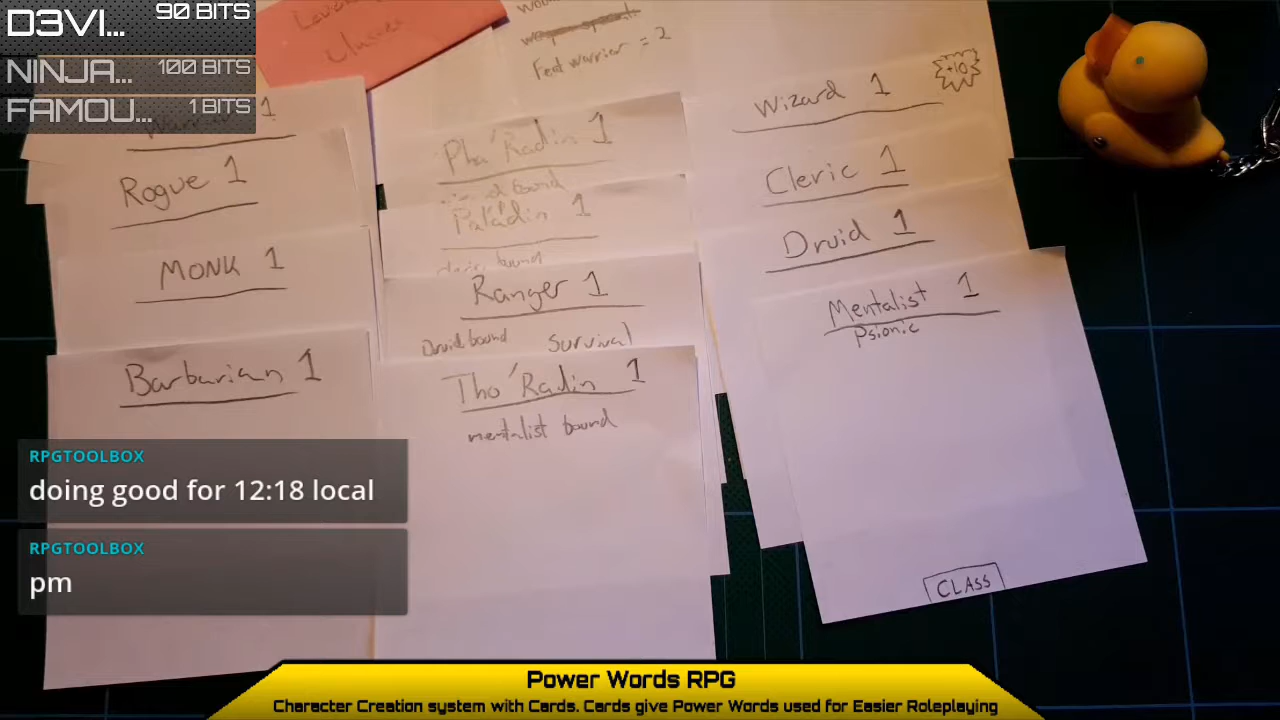 D3VI... 90 BITS
NINJA... 100 BITS
FAMOU... 1 BITS
Feat warrior = 2
1
Rogue 1
MONK 1
Barbarian 1
Pha'Radin 1
bound
Paladin 1
bound
Ranger 1
Druid bound Survival
Tho'Radin 1
mentalist bound
Wizard 1
+10
Cleric 1
Druid 1
Mentalist 1
Psionic
CLASS
RPGTOOLBOX
doing good for 12:18 local
RPGTOOLBOX
pm
Power Words RPG
Character Creation system with Cards. Cards give Power Words used for Easier Roleplaying